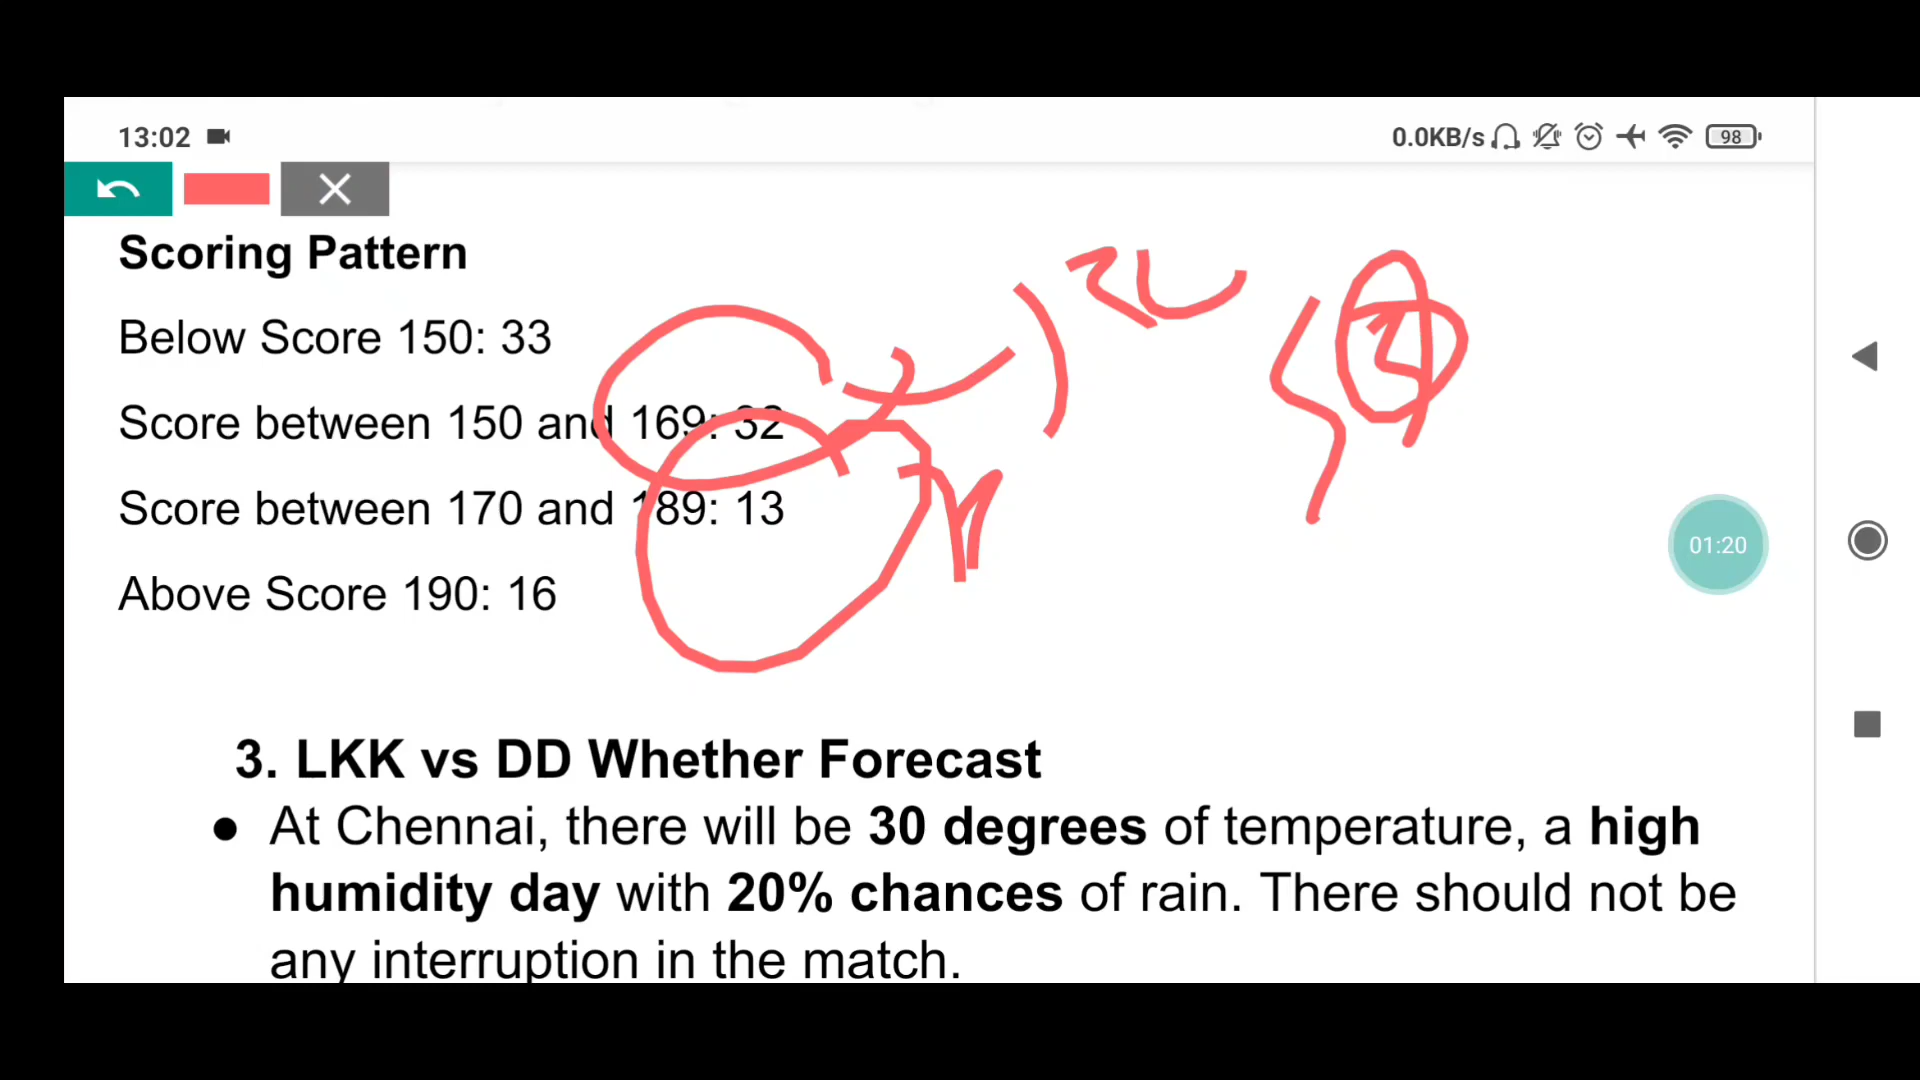 13:02 0.0KB/s 98
Scoring Pattern
Below Score 150: 33
Score between 150 and 169: 32
Score between 170 and 189: 13
01:20
Above Score 190: 16
3. LKK vs DD Whether Forecast
● At Chennai, there will be 30 degrees of temperature, a high
humidity day with 20% chances of rain. There should not be
any interruption in the match.